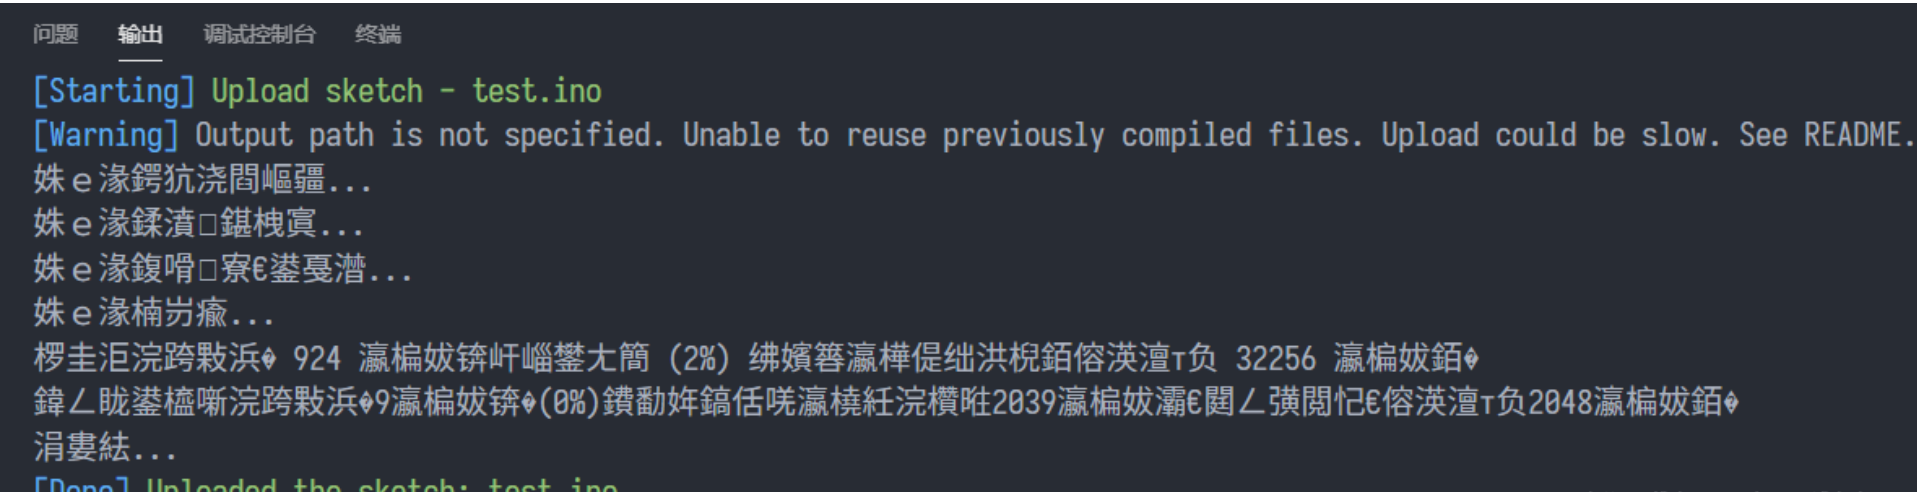 问题 输出 调试控制台 终端
[Starting] Upload sketch - test.ino
[Warning] Output path is not specified. Unable to reuse previously compiled files. Upload could be slow. See README.
姝ｅ湪鍔犺浇閰嶇疆...
姝ｅ湪鍒濆�鍖栧寘...
姝ｅ湪鍑嗗�寮€鍙戞澘...
姝ｅ湪楠岃瘉...
椤圭洰浣跨敤浜� 924 瀛楄妭锛屽崰鐢ㄤ簡 (2%) 绋嬪簭瀛樺偍绌洪棿銆傛渶澶т负 32256 瀛楄妭銆�
鍏ㄥ眬鍙橀噺浣跨敤浜�9瀛楄妭锛�(0%)鐨勫姩鎬佸唴瀛橈紝浣欑暀2039瀛楄妭灞€閮ㄥ彉閲忋€傛渶澶т负2048瀛楄妭銆�
涓婁紶...
[Done] Uploaded the sketch: test.ino